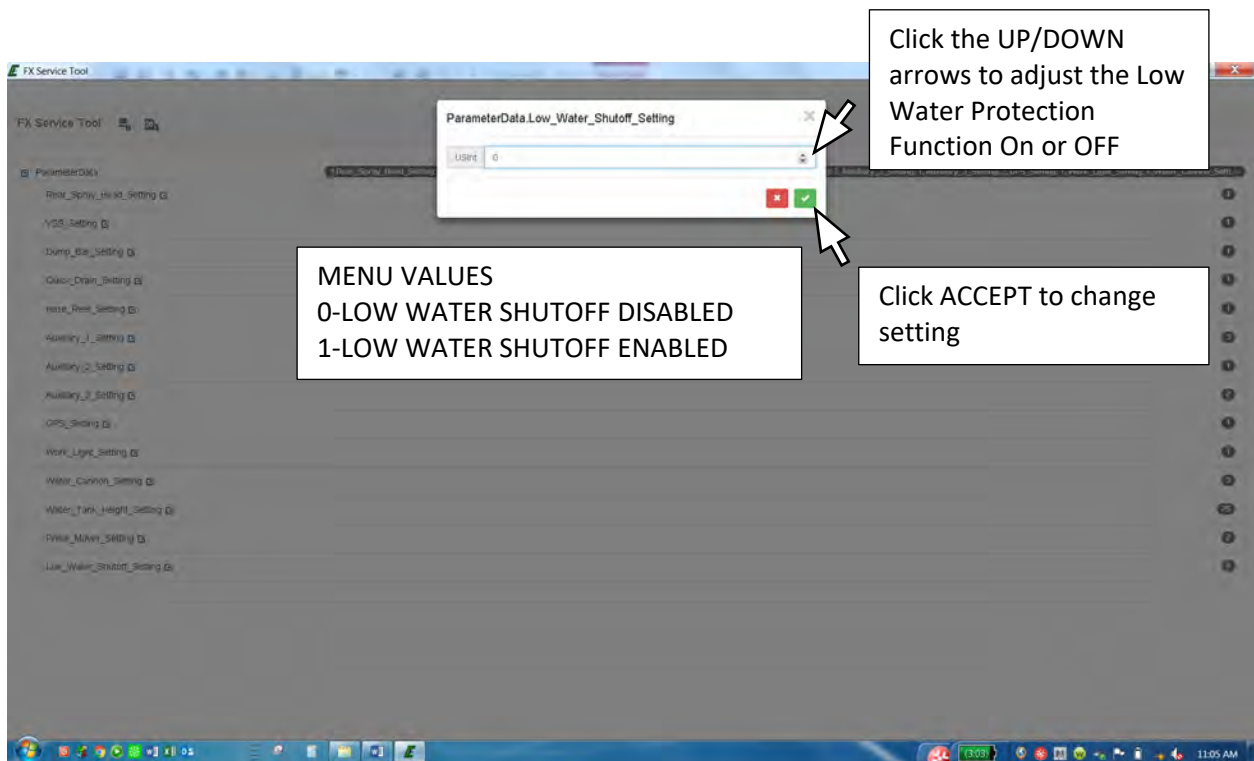 Click the UP/DOWN
arrows to adjust the Low
Water Protection
Function On or OFF
FX Service Tool
FX Service Tool
ParameterData.Low_Water_Shutoff_Setting
USInt 0
ParameterData
Rear_Spray_Head_Setting
VSS_Setting
Dump_Bar_Setting
Quick_Drain_Setting
Hose_Reel_Setting
Auxiliary_1_Setting
Auxiliary_2_Setting
Auxiliary_3_Setting
GPS_Setting
Work_Light_Setting
Water_Cannon_Setting
Water_Tank_Height_Setting
Prime_Mover_Setting
Low_Water_Shutoff_Setting
MENU VALUES
0-LOW WATER SHUTOFF DISABLED
1-LOW WATER SHUTOFF ENABLED
Click ACCEPT to change
setting
(3:03)
11:05 AM